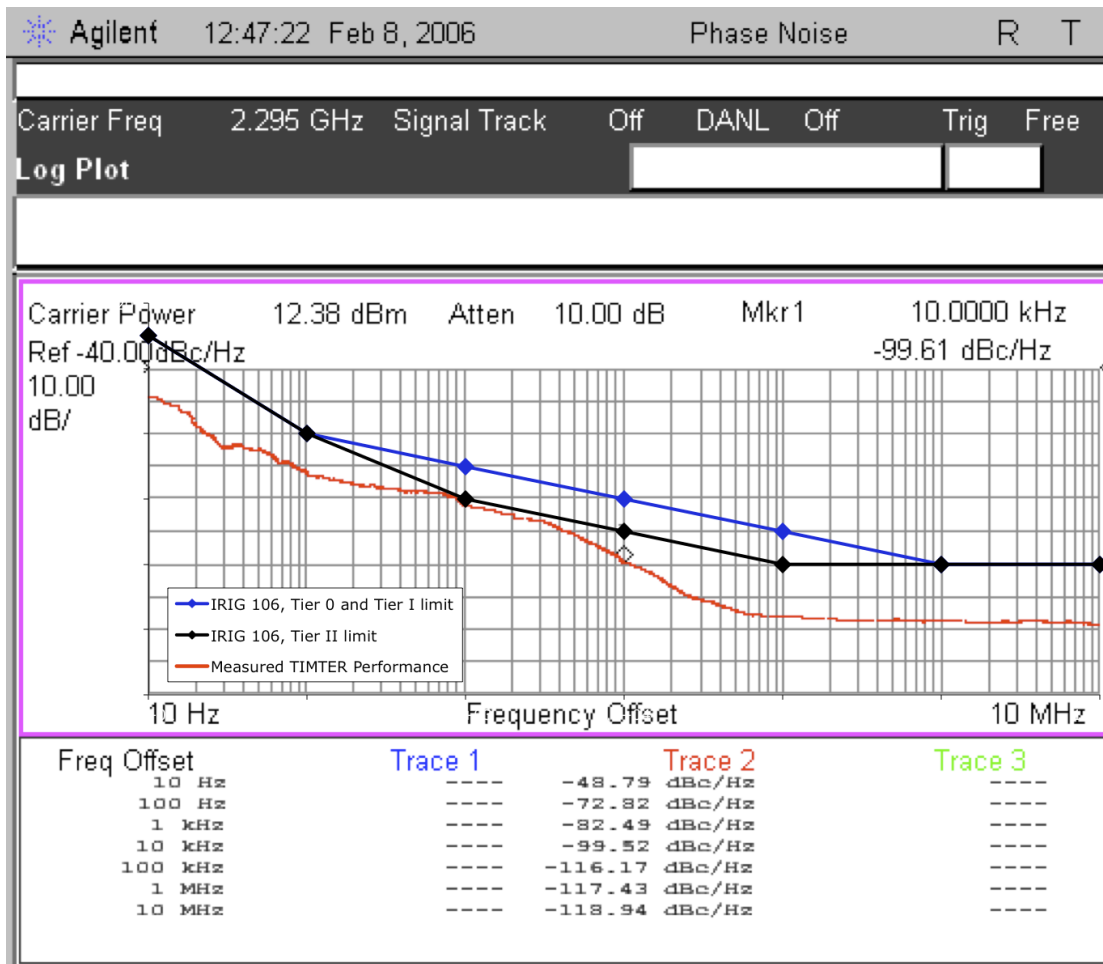 Agilent 12:47:22 Feb 8, 2006 Phase Noise R T
Carrier Freq 2.295 GHz Signal Track Off DANL Off Trig Free
Log Plot
Carrier Power 12.38 dBm Atten 10.00 dB Mkr1 10.0000 kHz
Ref -40.00dBc/Hz -99.61 dBc/Hz
10.00
dB/
IRIG 106, Tier 0 and Tier I limit
IRIG 106, Tier II limit
Measured TIMTER Performance
10 Hz Frequency Offset 10 MHz
Freq Offset Trace 1 Trace 2 Trace 3
10 Hz ---- -48.79 dBc/Hz ----
100 Hz ---- -72.82 dBc/Hz ----
1 kHz ---- -82.49 dBc/Hz ----
10 kHz ---- -99.52 dBc/Hz ----
100 kHz ---- -116.17 dBc/Hz ----
1 MHz ---- -117.43 dBc/Hz ----
10 MHz ---- -118.94 dBc/Hz ----